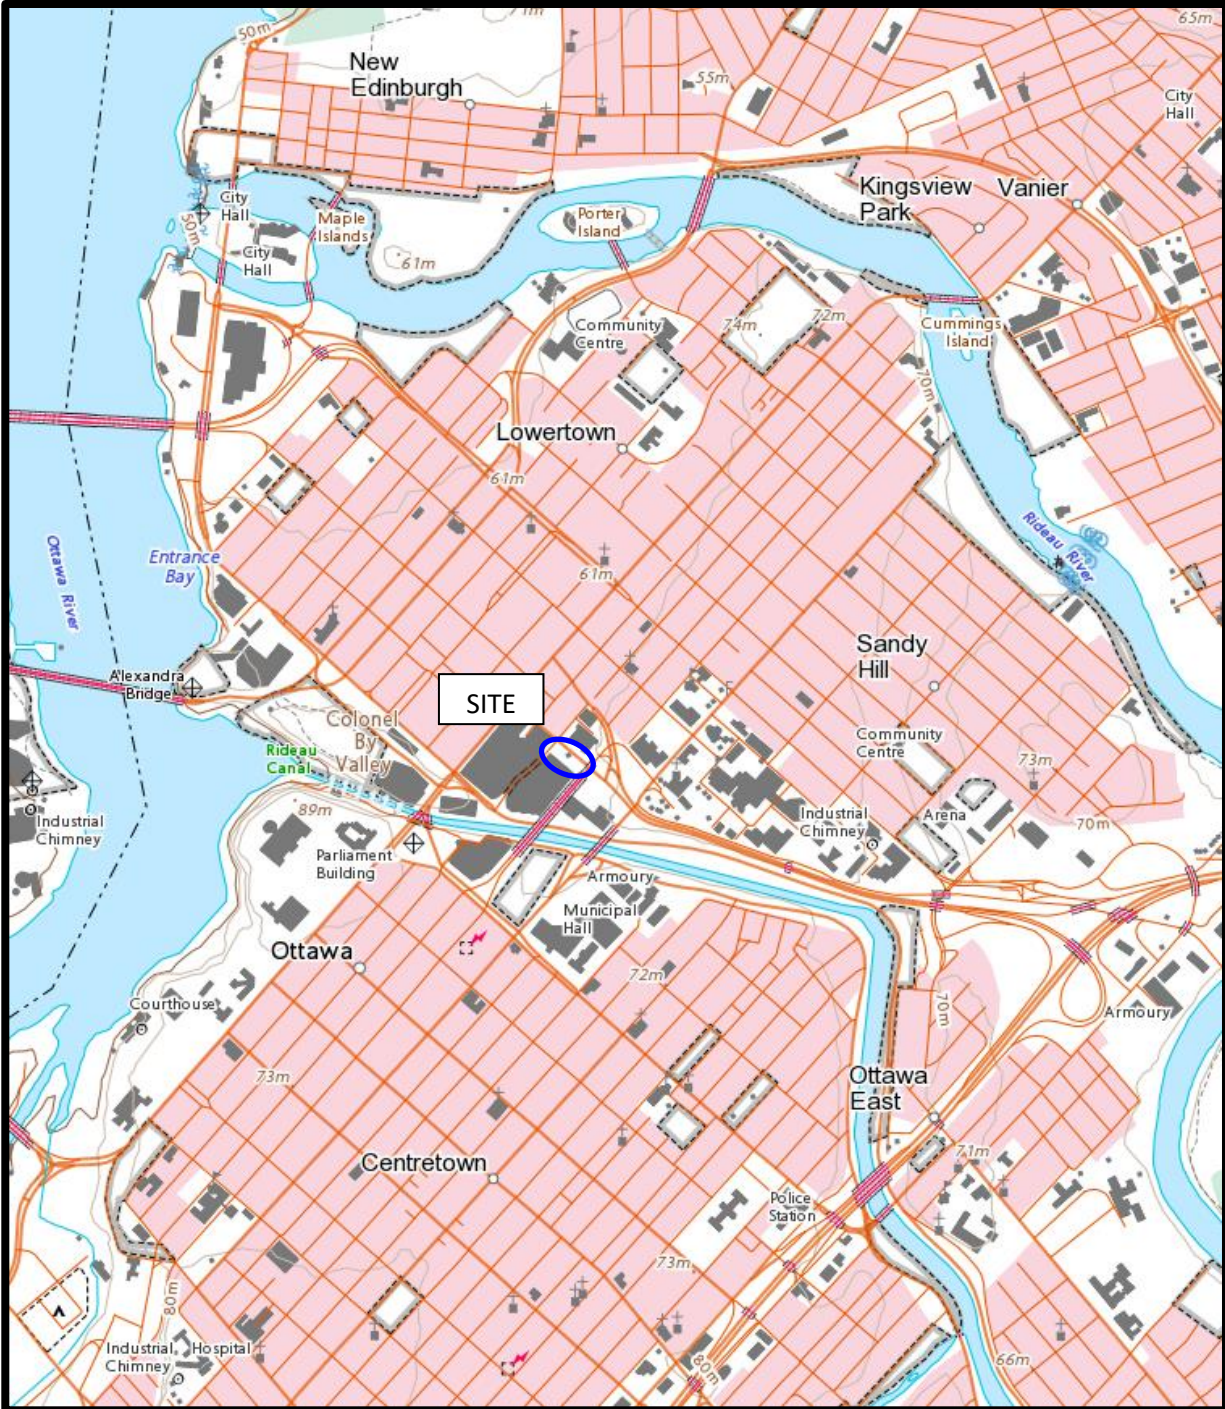 50m
71m
65m
New
Edinburgh
55m
City
Hall
Kingsview
Park
Vanier
City
Hall
Maple
Islands
Porter
Island
50m
City
Hall
61m
Community
Centre
74m
72m
Cummings
Island
70m
Lowertown
61m
Rideau River
Ottawa River
Entrance
Bay
61m
Sandy
Hill
Alexandra
Bridge
SITE
Colonel
By
Valley
Rideau
Canal
Community
Centre
73m
89m
Industrial
Chimney
Industrial
Chimney
Arena
70m
Parliament
Building
Armoury
Municipal
Hall
Ottawa
72m
Courthouse
70m
Armoury
73m
Ottawa
East
71m
Centretown
Police
Station
73m
80m
Industrial
Chimney
Hospital
80m
66m